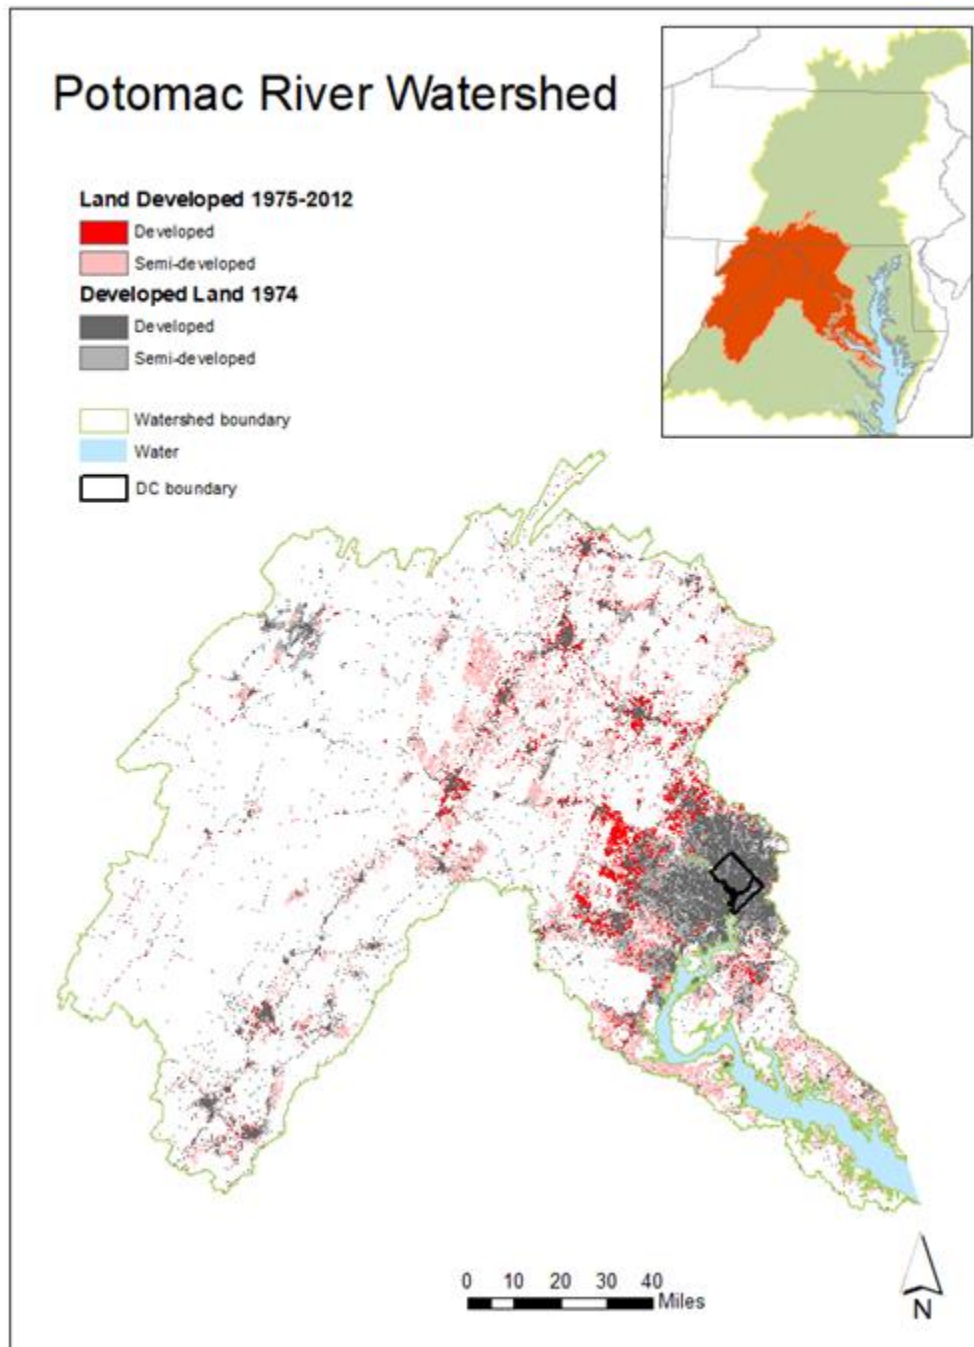 Potomac River Watershed
Land Developed 1975-2012
Developed
Semi-developed
Developed Land 1974
Developed
Semi-developed
Watershed boundary
Water
DC boundary
0 10 20 30 40
Miles
N